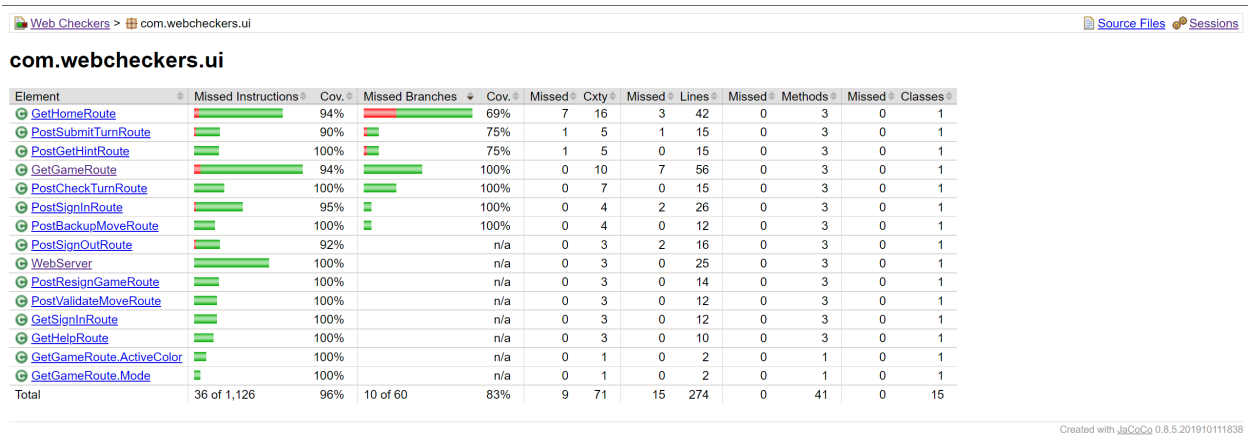 Web Checkers > com.webcheckers.ui Source Files Sessions
com.webcheckers.ui
Element Missed Instructions Cov. Missed Branches Cov. Missed Cxty Missed Lines Missed Methods Missed Classes
GetHomeRoute 94% 69% 7 16 3 42 0 3 0 1
PostSubmitTurnRoute 90% 75% 1 5 1 15 0 3 0 1
PostGetHintRoute 100% 75% 1 5 0 15 0 3 0 1
GetGameRoute 94% 100% 0 10 7 56 0 3 0 1
PostCheckTurnRoute 100% 100% 0 7 0 15 0 3 0 1
PostSignInRoute 95% 100% 0 4 2 26 0 3 0 1
PostBackupMoveRoute 100% 100% 0 4 0 12 0 3 0 1
PostSignOutRoute 92% n/a 0 3 2 16 0 3 0 1
WebServer 100% n/a 0 3 0 25 0 3 0 1
PostResignGameRoute 100% n/a 0 3 0 14 0 3 0 1
PostValidateMoveRoute 100% n/a 0 3 0 12 0 3 0 1
GetSignInRoute 100% n/a 0 3 0 12 0 3 0 1
GetHelpRoute 100% n/a 0 3 0 10 0 3 0 1
GetGameRoute.ActiveColor 100% n/a 0 1 0 2 0 1 0 1
GetGameRoute.Mode 100% n/a 0 1 0 2 0 1 0 1
Total 36 of 1,126 96% 10 of 60 83% 9 71 15 274 0 41 0 15
Created with JaCoCo 0.8.5.201910111838